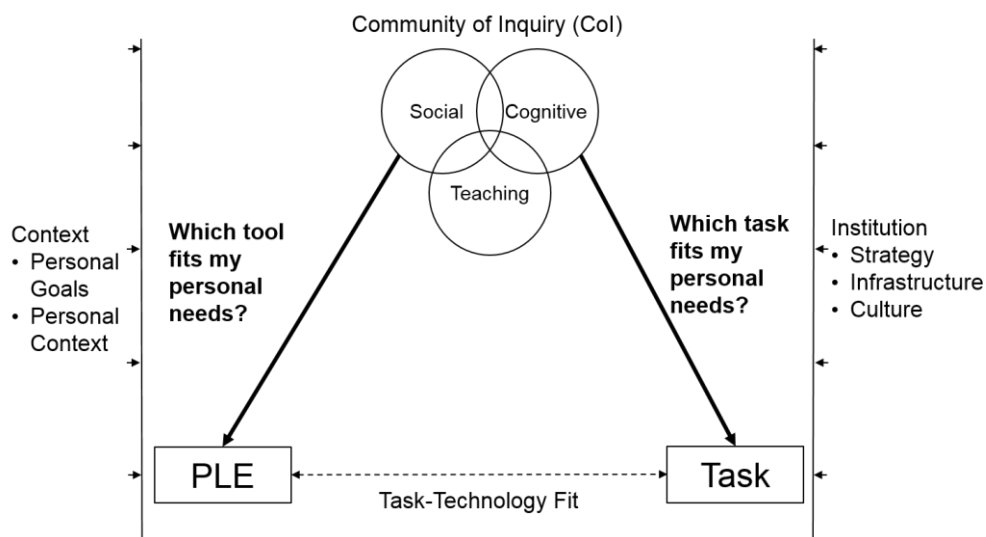 Community of Inquiry (CoI)
Social
Cognitive
Teaching
Context
• Personal
Goals
• Personal
Context
Which tool
fits my
personal
needs?
Which task
fits my
personal
needs?
Institution
• Strategy
• Infrastructure
• Culture
PLE
Task
Task-Technology Fit